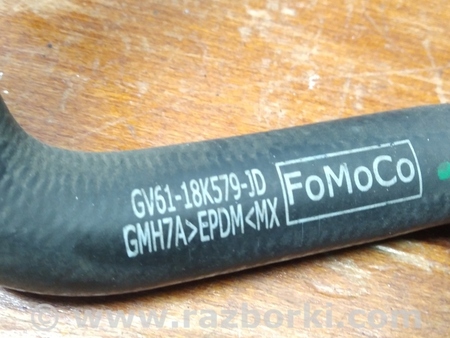 GV61-18K579-JD
GMH7A>EPDM<MX
FoMoCo
© www.razborki.com